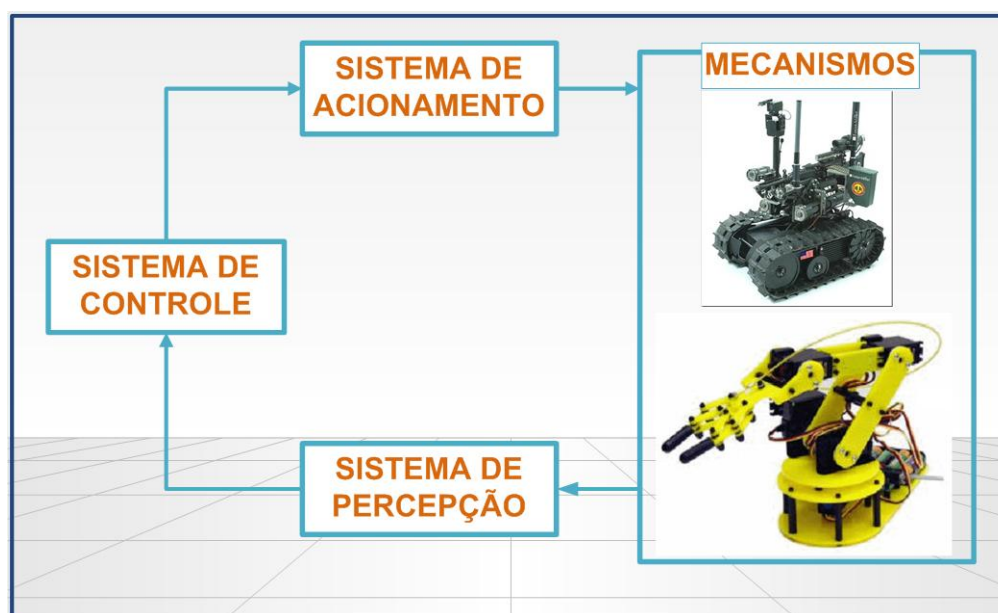 SISTEMA DE
ACIONAMENTO
MECANISMOS
SISTEMA DE
CONTROLE
SISTEMA DE
PERCEPÇÃO